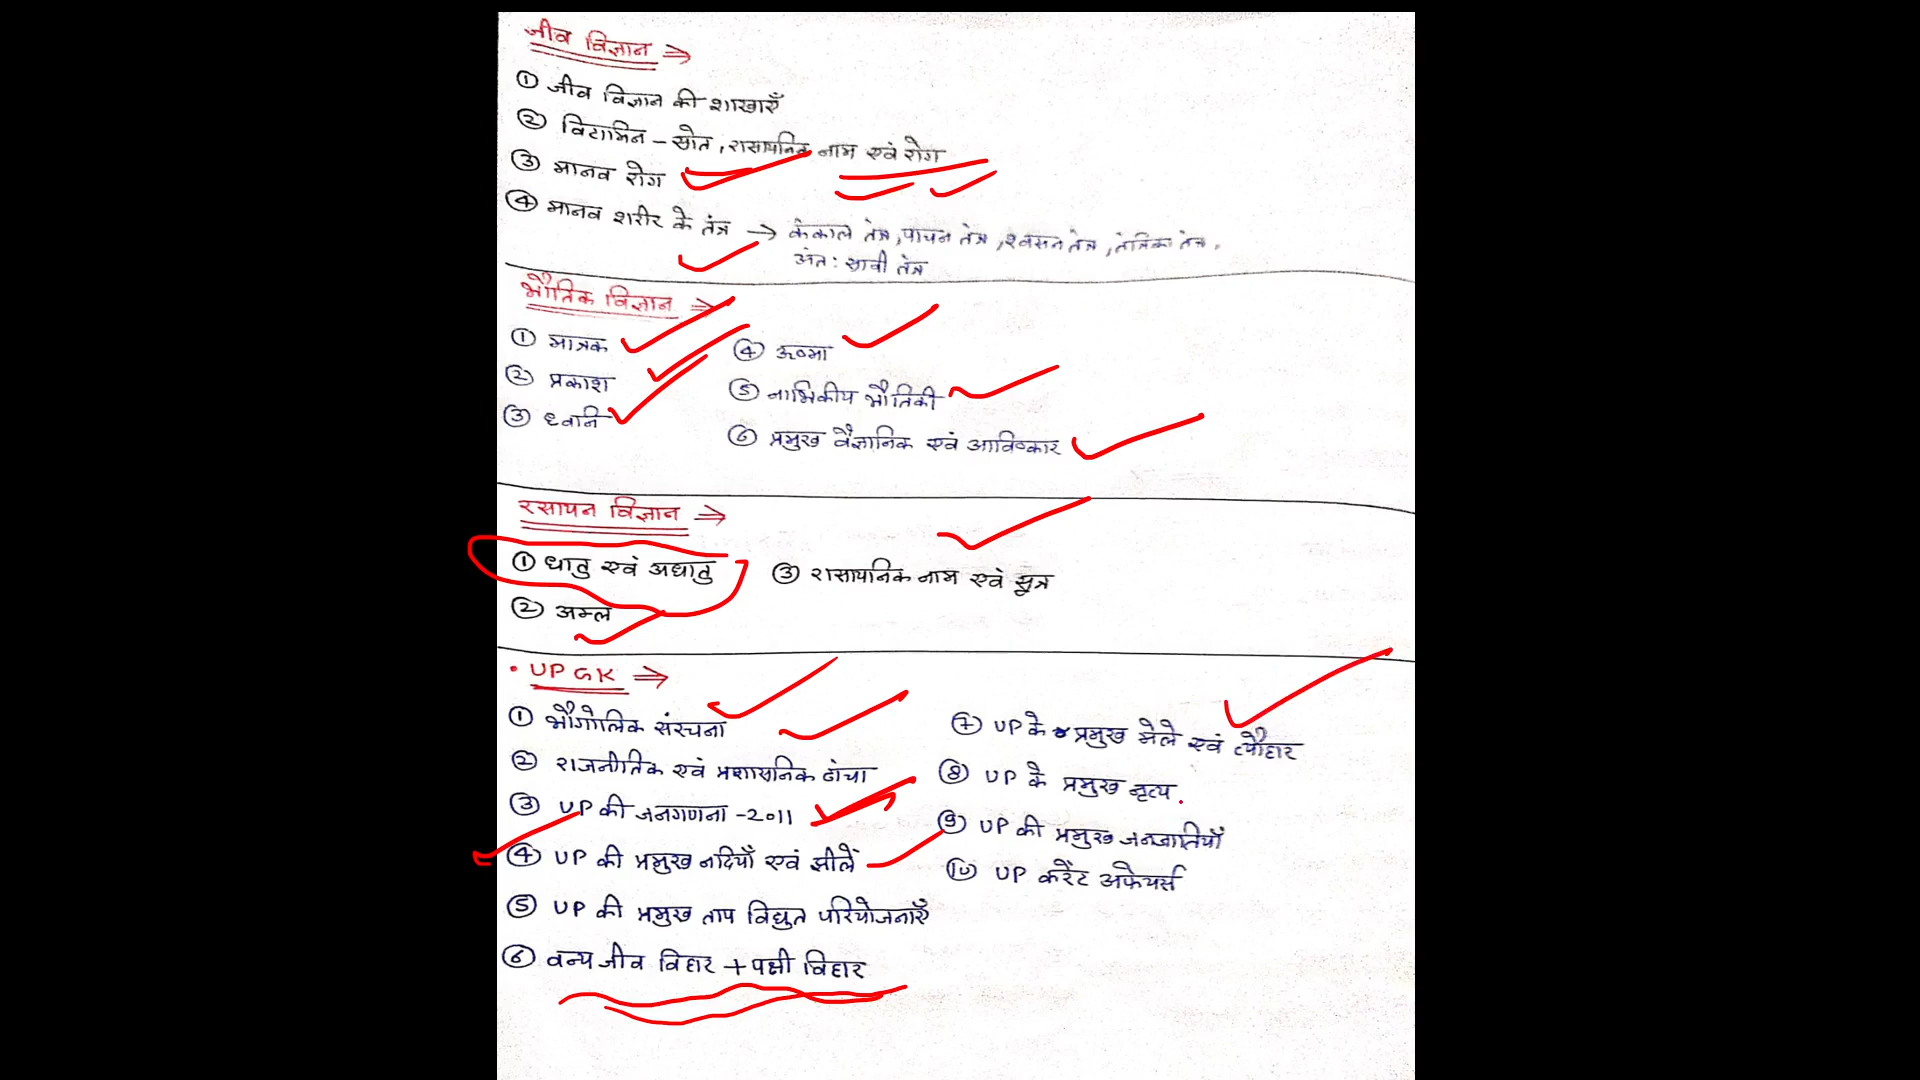 जीव विज्ञान ⇒
① जीव विज्ञान की शाखाएँ
② विटामिन - स्रोत, रासायनिक नाम एवं रोग
③ मानव रोग
④ मानव शरीर के तंत्र → कंकाल तंत्र, पाचन तंत्र, श्वसन तंत्र, तंत्रिका तंत्र,
अंत: स्रावी तंत्र
भौतिक विज्ञान ⇒
① मात्रक
② प्रकाश
③ ध्वनि
④ ऊष्मा
⑤ नाभिकीय भौतिकी
⑥ प्रमुख वैज्ञानिक एवं आविष्कार
रसायन विज्ञान ⇒
① धातु एवं अधातु
② अम्ल
③ रासायनिक नाम एवं सूत्र
• UP GK ⇒
① भौगोलिक संरचना
② राजनीतिक एवं प्रशासनिक ढांचा
③ UP की जनगणना -2011
④ UP की प्रमुख नदियाँ एवं झीलें
⑤ UP की प्रमुख ताप विद्युत परियोजनाएँ
⑥ वन्य जीव विहार + पक्षी विहार
⑦ UP के प्रमुख मेले एवं त्यौहार
⑧ UP के प्रमुख नृत्य.
⑨ UP की प्रमुख जनजातियाँ
⑩ UP करेंट अफेयर्स